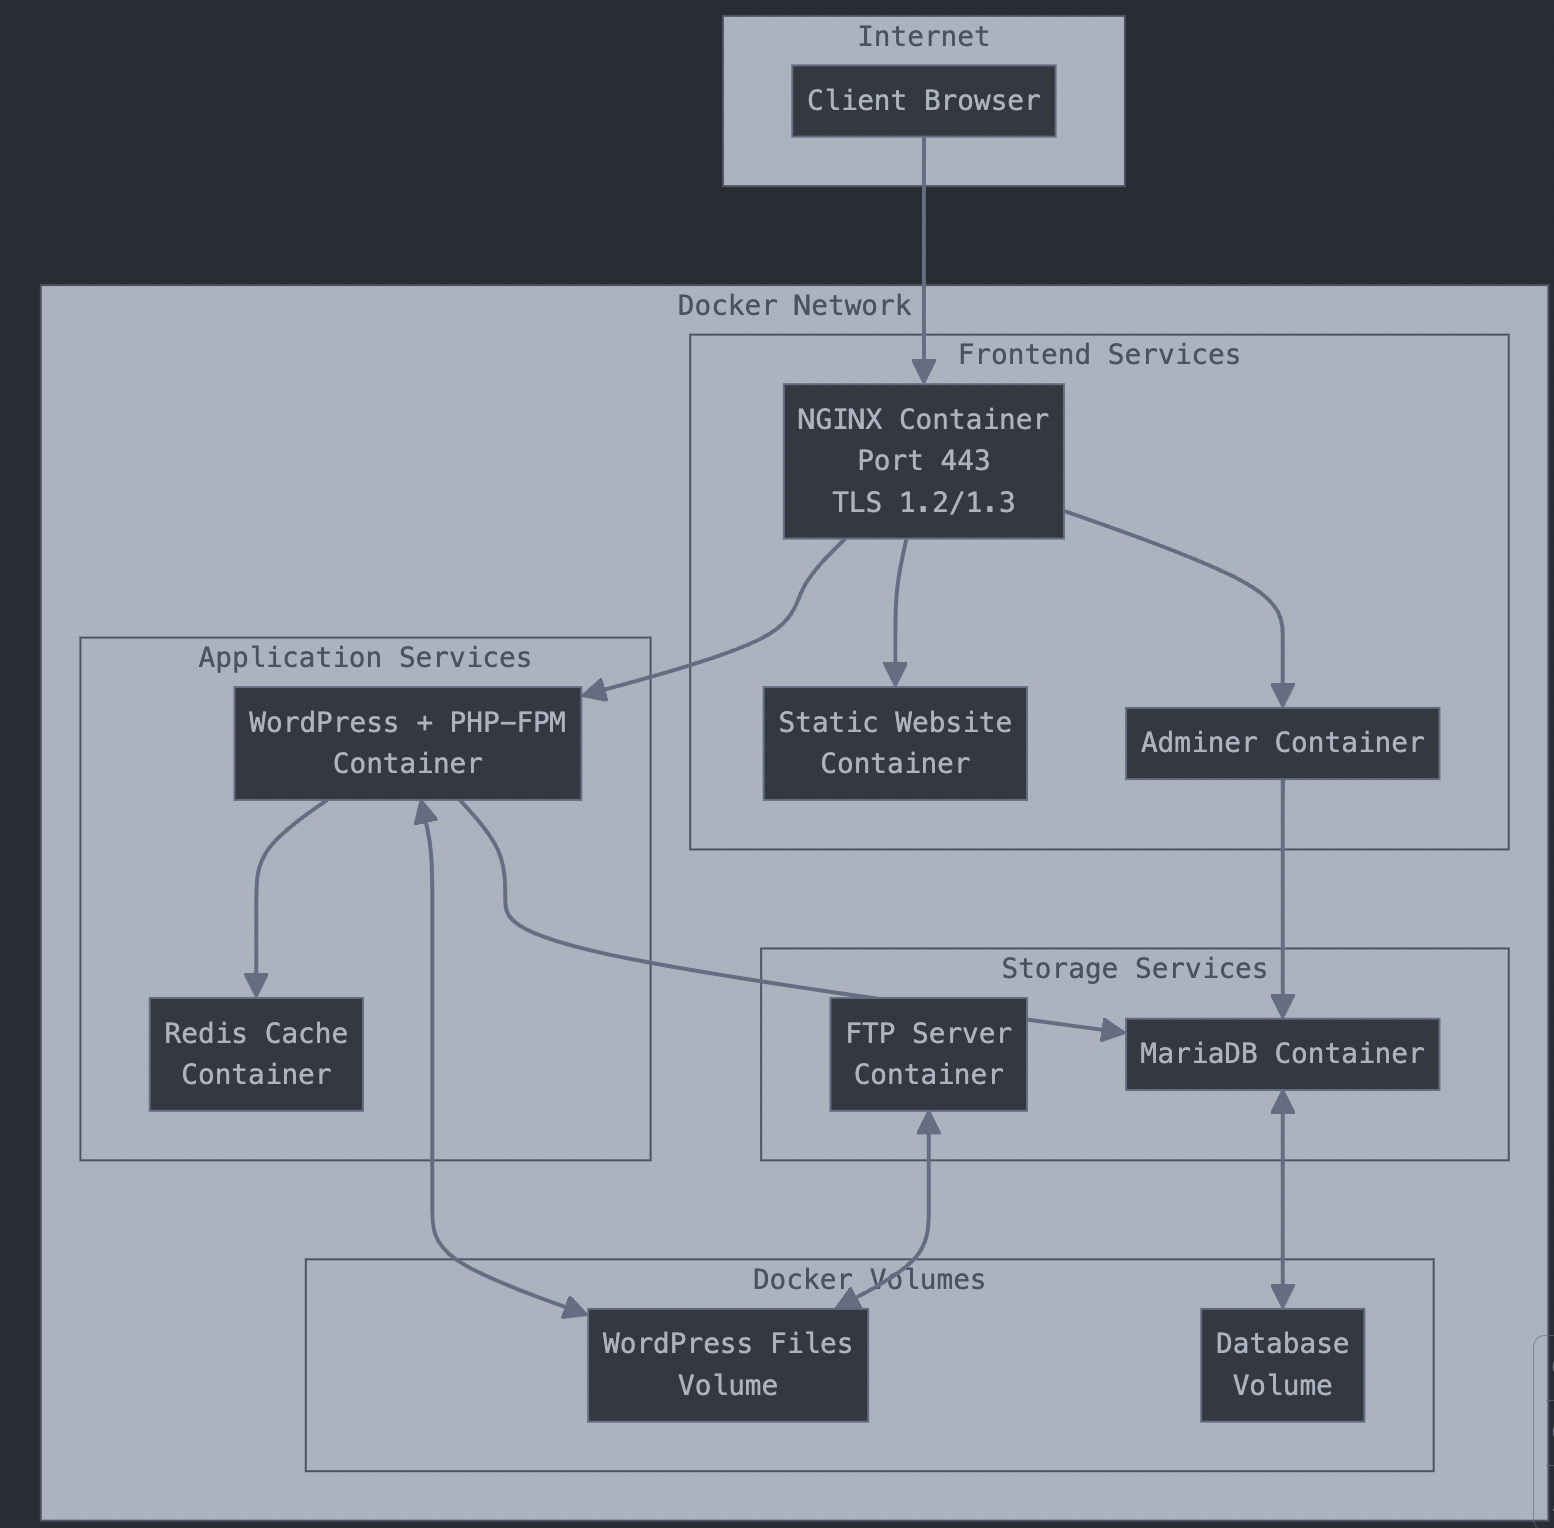 Internet
Client Browser
Docker Network
Frontend Services
NGINX Container
Port 443
TLS 1.2/1.3
Application Services
WordPress + PHP-FPM
Container
Static Website
Container
Adminer Container
Storage Services
Redis Cache
Container
FTP Server
Container
MariaDB Container
Docker Volumes
WordPress Files
Volume
Database
Volume